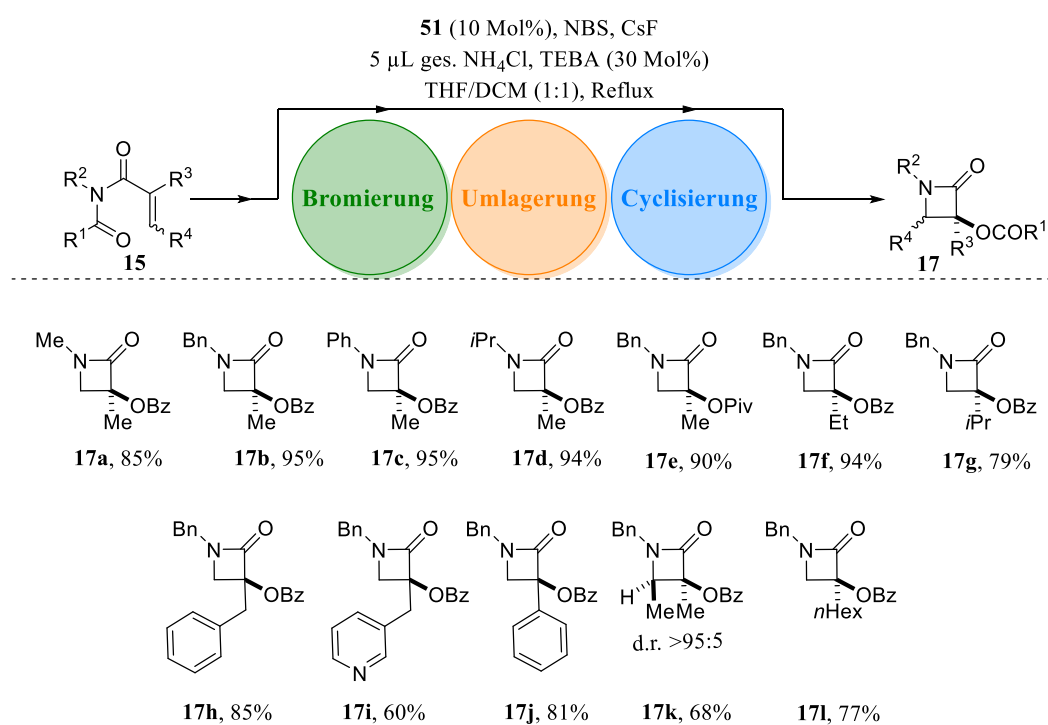 51 (10 Mol%), NBS, CsF
5 µL ges. NH₄Cl, TEBA (30 Mol%)
THF/DCM (1:1), Reflux
R² N O R³ R¹ O R⁴
15
Bromierung Umlagerung Cyclisierung
R² N O R⁴ R³ OCOR¹
17
Me N O OBz Me
Bn N O OBz Me
Ph N O OBz Me
iPr N O OBz Me
Bn N O OPiv Me
Bn N O OBz Et
Bn N O OBz iPr
17a, 85% 17b, 95% 17c, 95% 17d, 94% 17e, 90% 17f, 94% 17g, 79%
Bn N O OBz
Bn N O OBz N
Bn N O OBz
Bn N O H Me Me OBz
d.r. >95:5
Bn N O OBz nHex
17h, 85% 17i, 60% 17j, 81% 17k, 68% 17l, 77%